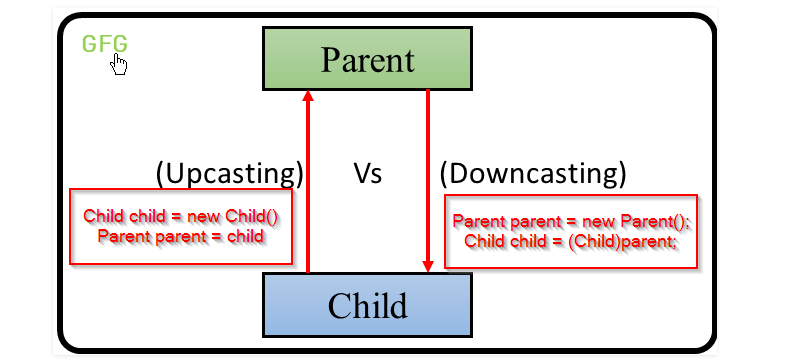 GFG
Parent
(Upcasting) Vs (Downcasting)
Child child = new Child()
Parent parent = child
Parent parent = new Parent();
Child child = (Child)parent;
Child